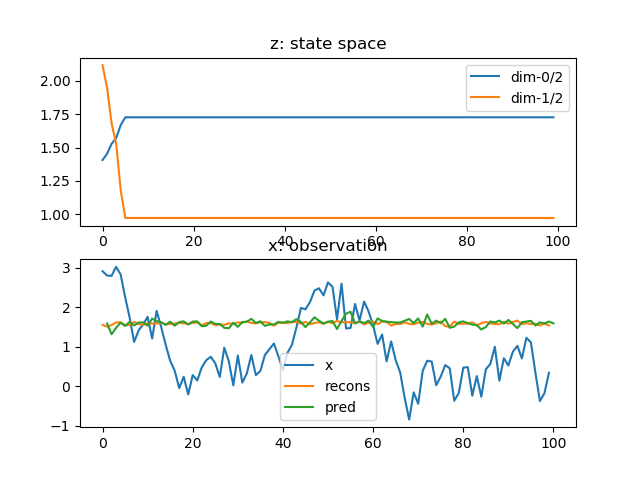 z: state space
2.00
1.75
1.50
1.25
1.00
dim-0/2
dim-1/2
0 20 40 60 80 100
x: observation
3
2
1
0
−1
x
recons
pred
0 20 40 60 80 100